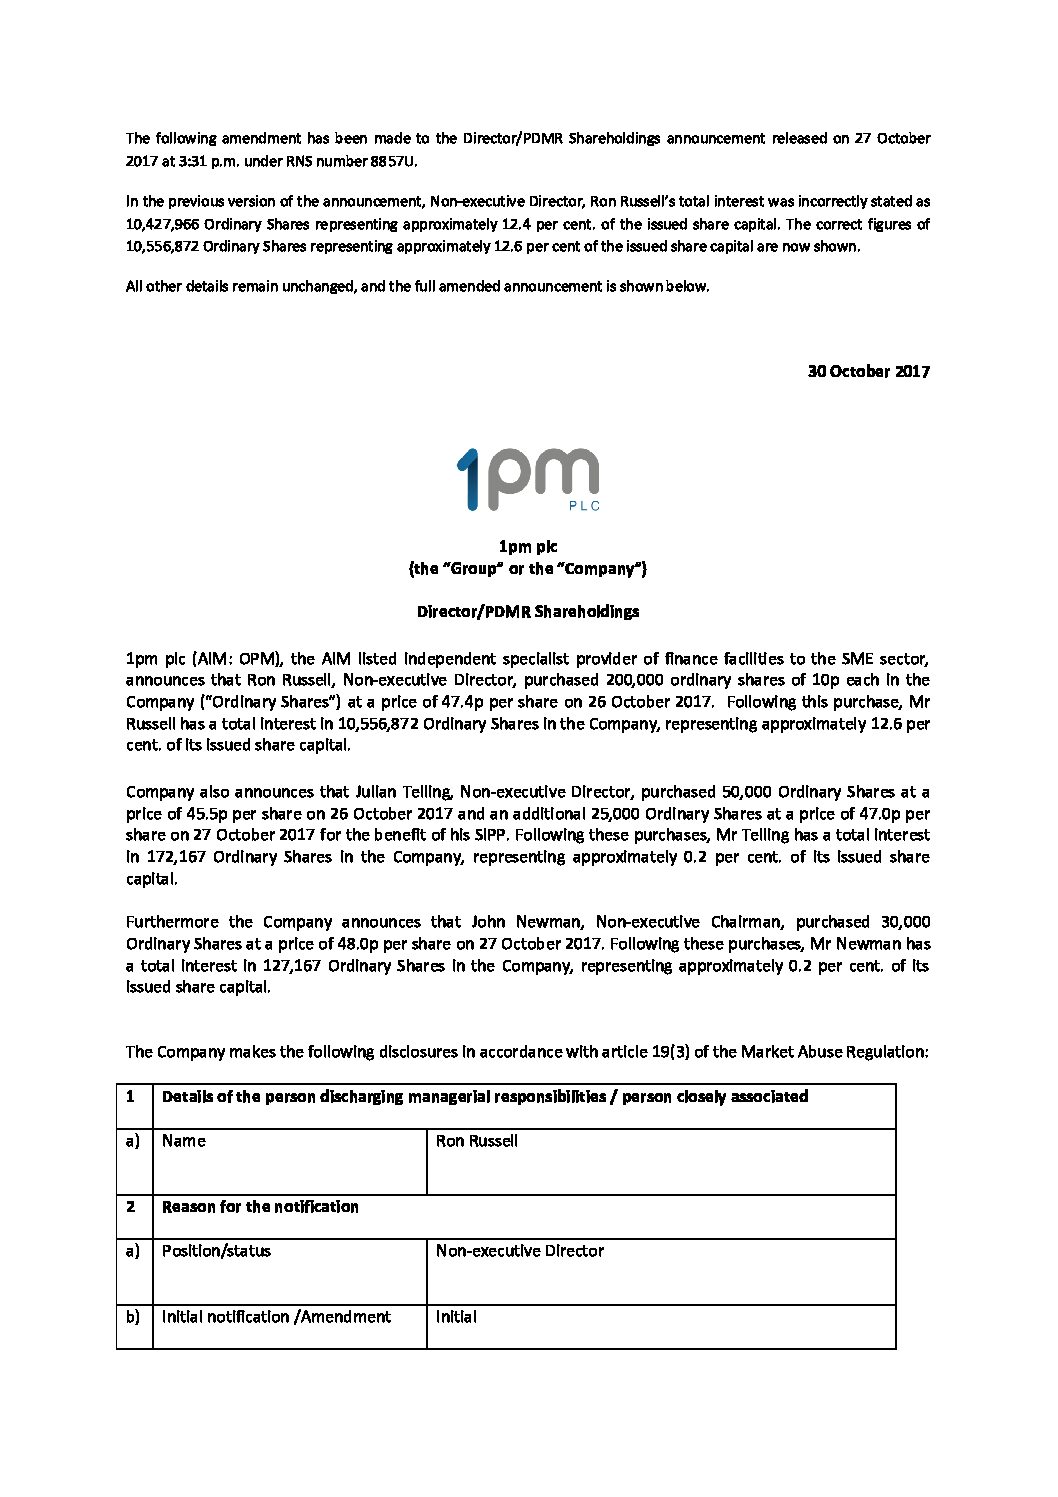 The following amendment has been made to the Director/PDMR Shareholdings announcement released on 27 October
2017 at 3:31 p.m. under RNS number 8857U.
In the previous version of the announcement, Non-executive Director, Ron Russell’s total interest was incorrectly stated as
10,427,966 Ordinary Shares representing approximately 12.4 per cent. of the issued share capital. The correct figures of
10,556,872 Ordinary Shares representing approximately 12.6 per cent of the issued share capital are now shown.
All other details remain unchanged, and the full amended announcement is shown below.
30 October 2017
1pm
PLC
1pm plc
(the “Group” or the “Company”)
Director/PDMR Shareholdings
1pm plc (AIM: OPM), the AIM listed independent specialist provider of finance facilities to the SME sector,
announces that Ron Russell, Non-executive Director, purchased 200,000 ordinary shares of 10p each in the
Company (“Ordinary Shares”) at a price of 47.4p per share on 26 October 2017. Following this purchase, Mr
Russell has a total interest in 10,556,872 Ordinary Shares in the Company, representing approximately 12.6 per
cent. of its issued share capital.
Company also announces that Julian Telling, Non-executive Director, purchased 50,000 Ordinary Shares at a
price of 45.5p per share on 26 October 2017 and an additional 25,000 Ordinary Shares at a price of 47.0p per
share on 27 October 2017 for the benefit of his SIPP. Following these purchases, Mr Telling has a total interest
in 172,167 Ordinary Shares in the Company, representing approximately 0.2 per cent. of its issued share
capital.
Furthermore the Company announces that John Newman, Non-executive Chairman, purchased 30,000
Ordinary Shares at a price of 48.0p per share on 27 October 2017. Following these purchases, Mr Newman has
a total interest in 127,167 Ordinary Shares in the Company, representing approximately 0.2 per cent. of its
issued share capital.
The Company makes the following disclosures in accordance with article 19(3) of the Market Abuse Regulation:
1 Details of the person discharging managerial responsibilities / person closely associated
a) Name Ron Russell
2 Reason for the notification
a) Position/status Non-executive Director
b) Initial notification /Amendment Initial